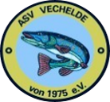 ASV VECHELDE
von 1975 e.V.